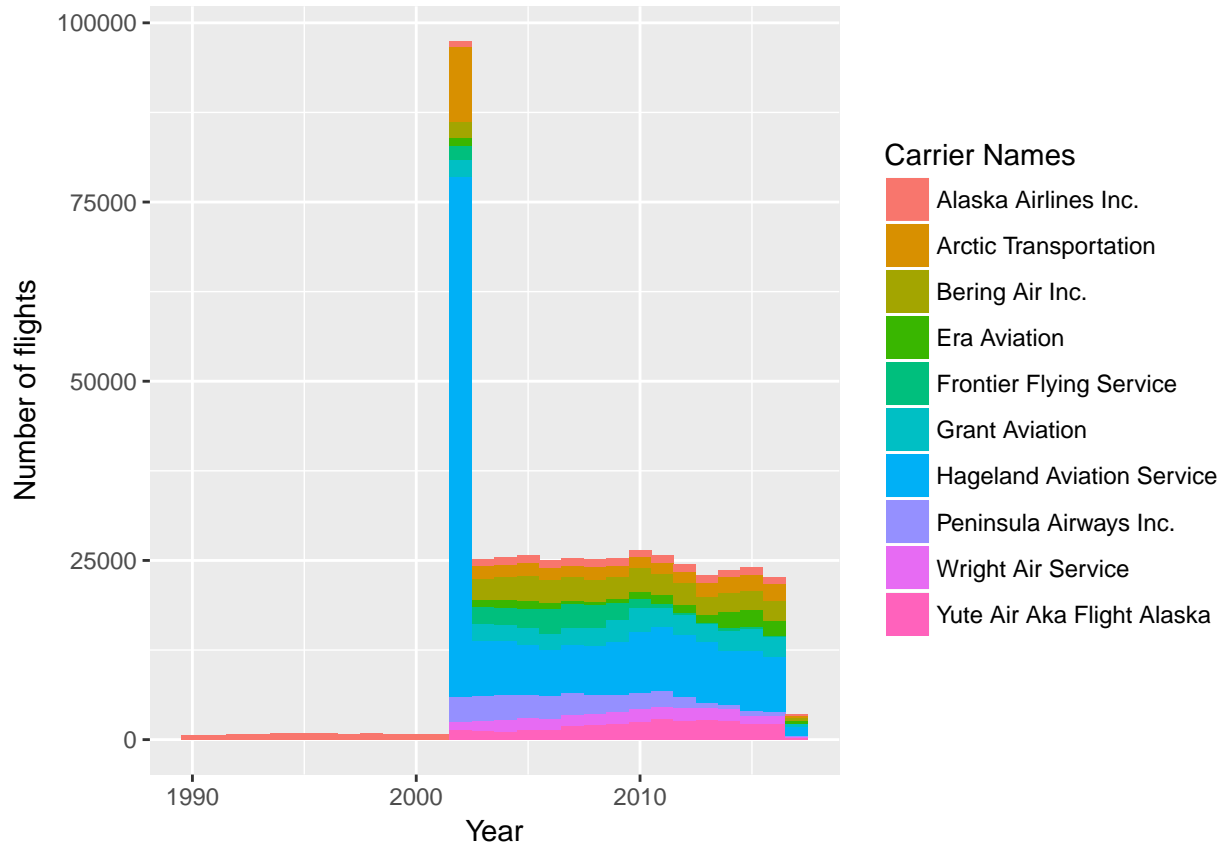 100000
75000
50000
25000
0
Number of flights
1990
2000
2010
Year
Carrier Names
Alaska Airlines Inc.
Arctic Transportation
Bering Air Inc.
Era Aviation
Frontier Flying Service
Grant Aviation
Hageland Aviation Service
Peninsula Airways Inc.
Wright Air Service
Yute Air Aka Flight Alaska